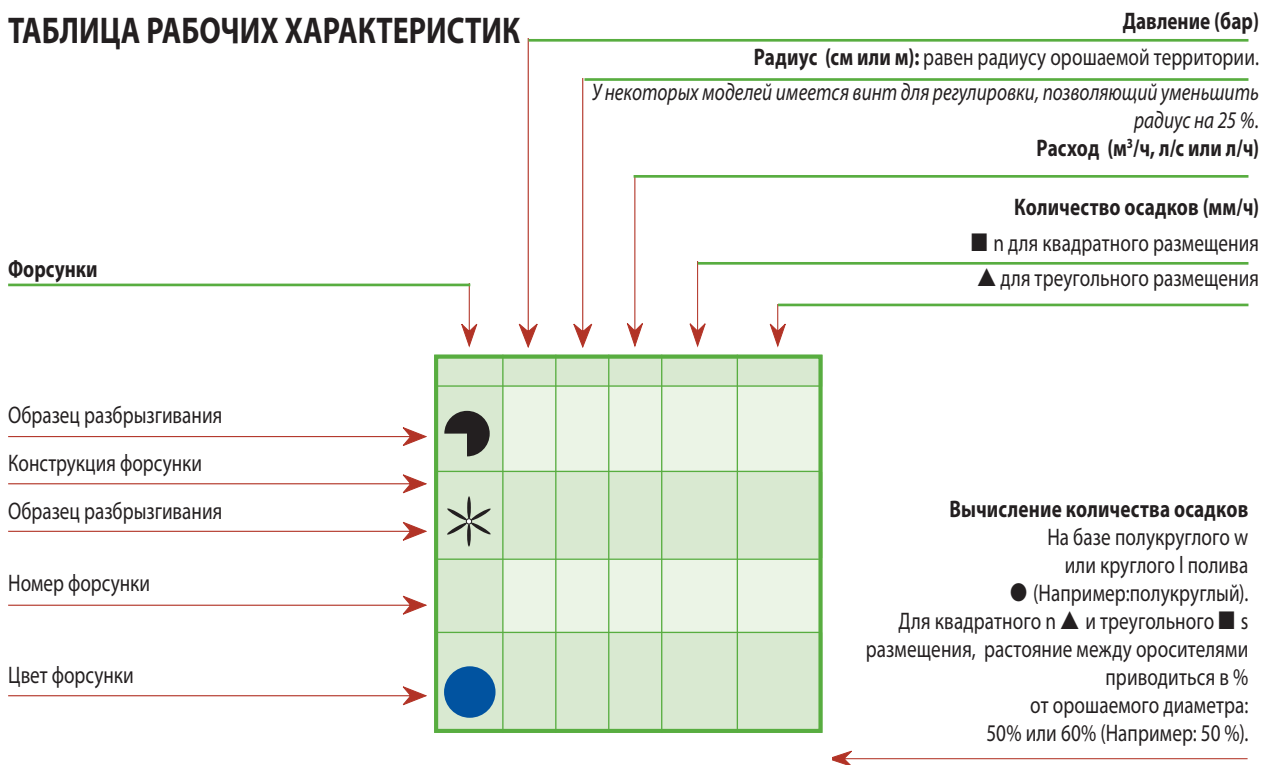 ТАБЛИЦА РАБОЧИХ ХАРАКТЕРИСТИК
Давление (бар)
Радиус (см или м): равен радиусу орошаемой территории.
У некоторых моделей имеется винт для регулировки, позволяющий уменьшить
радиус на 25 %.
Расход (м³/ч, л/с или л/ч)
Количество осадков (мм/ч)
■ n для квадратного размещения
▲ для треугольного размещения
Форсунки
Образец разбрызгивания
Конструкция форсунки
Образец разбрызгивания
Номер форсунки
Цвет форсунки
Вычисление количества осадков
На базе полукруглого w
или круглого l полива
● (Например:полукруглый).
Для квадратного n ▲ и треугольного ■ s
размещения, растояние между оросителями
приводиться в %
от орошаемого диаметра:
50% или 60% (Например: 50 %).